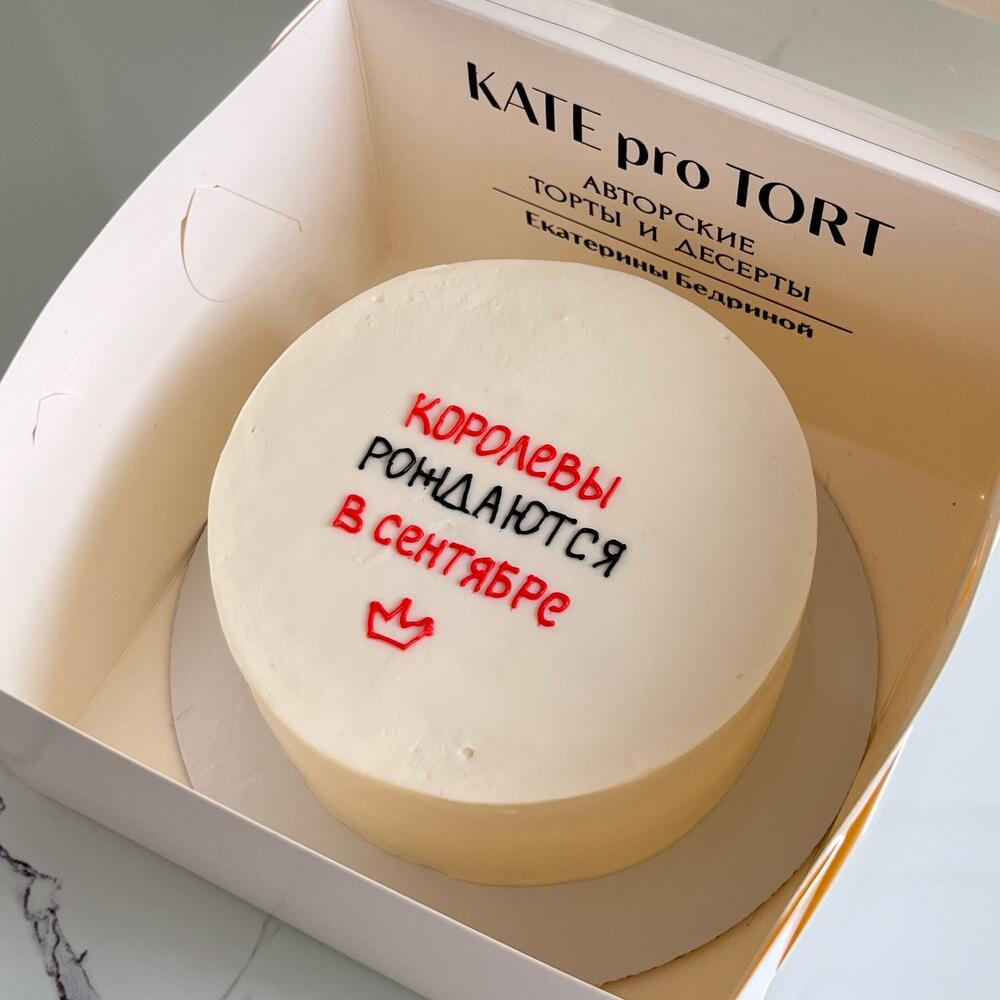 KATE pro TORT
АВТОРСКИЕ
ТОРТЫ И ДЕСЕРТЫ
Екатерины Бедриной
КОРОЛЕВЫ
РОЖДАЮТСЯ
В СЕНТЯБРЕ